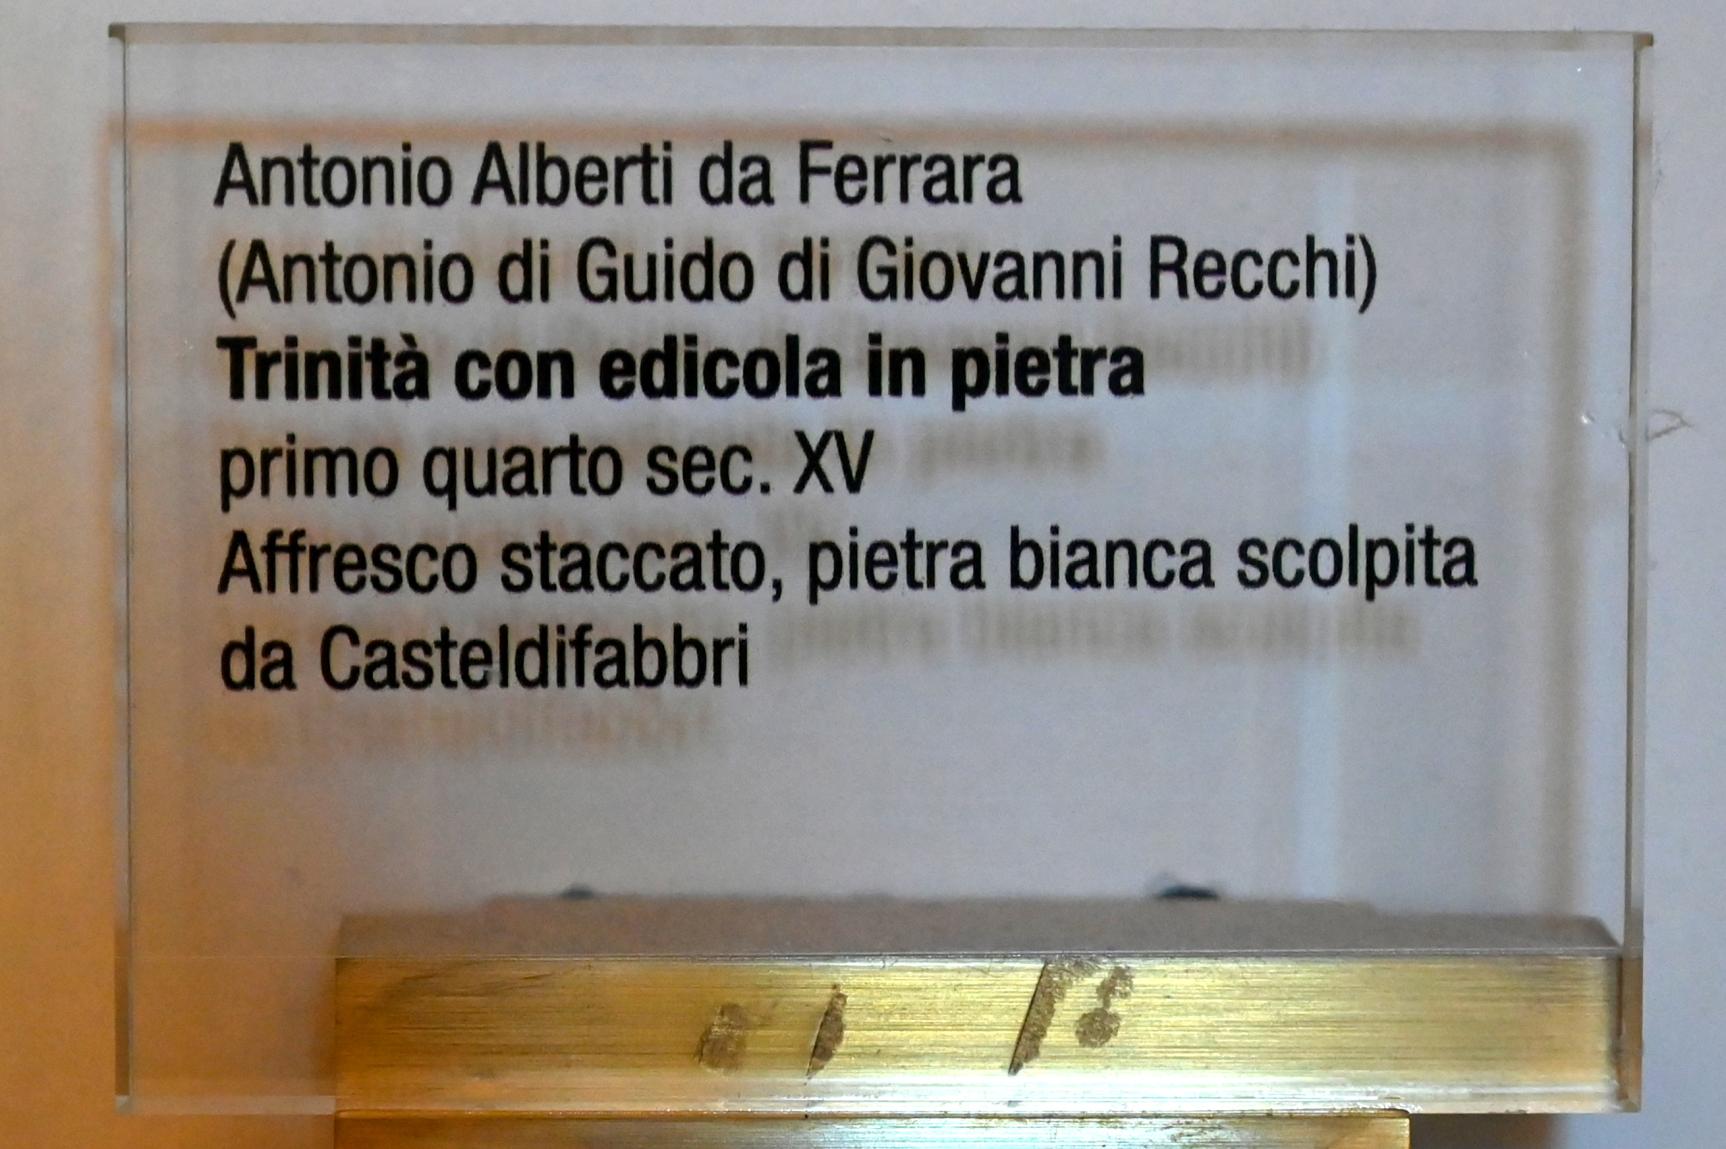 Antonio Alberti da Ferrara
(Antonio di Guido di Giovanni Recchi)
Trinità con edicola in pietra
primo quarto sec. XV
Affresco staccato, pietra bianca scolpita
da Casteldifabbri